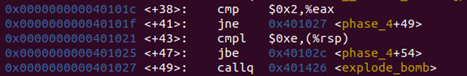 0x000000000040101c <+38>: cmp $0x2,%eax
0x000000000040101f <+41>: jne 0x401027 <phase_4+49>
0x0000000000401021 <+43>: cmpl $0xe,(%rsp)
0x0000000000401025 <+47>: jbe 0x40102c <phase_4+54>
0x0000000000401027 <+49>: callq 0x401426 <explode_bomb>